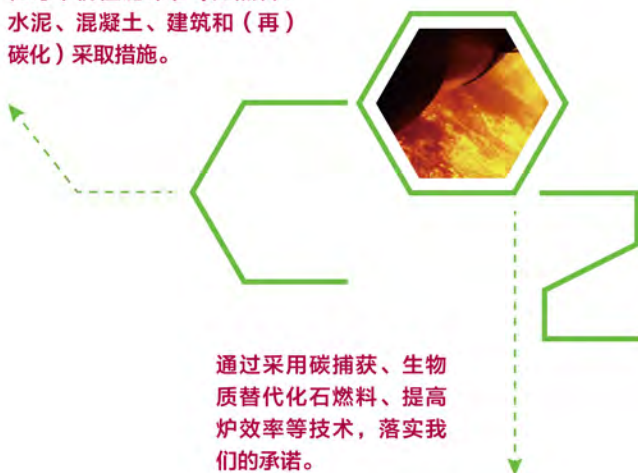 水泥、混凝土、建筑和（再）
碳化）采取措施。
通过采用碳捕获、生物
质替代化石燃料、提高
炉效率等技术，落实我
们的承诺。